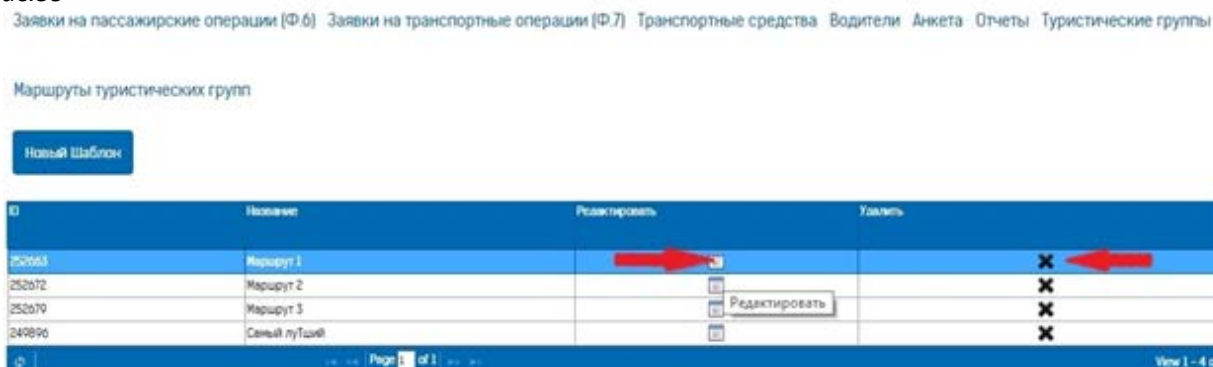 Заявки на пассажирские операции (Ф.6) Заявки на транспортные операции (Ф.7) Транспортные средства Водители Анкета Отчеты Туристические группы
Маршруты туристических групп
Новый Шаблон
ID Название Редактировать Удалить
252663 Маршрут 1
252672 Маршрут 2
Редактировать
252679 Маршрут 3
249896 Самый луТший
Page 1 of 1 View 1 - 4